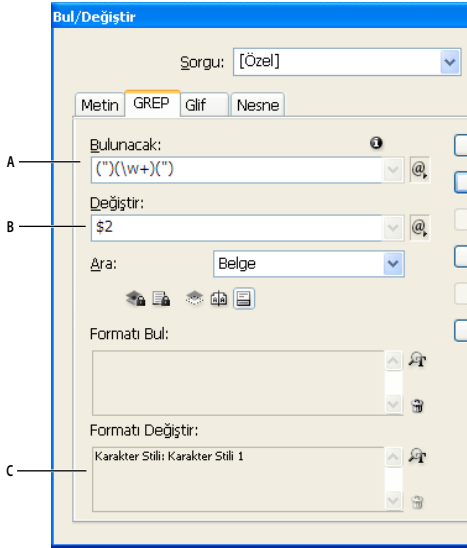 Bul/Değiştir
Sorgu: [Özel]
Metin GREP Glif Nesne
Bulunacak:
A (")(\w+)(")
Değiştir:
B $2
Ara: Belge
Formatı Bul:
Formatı Değiştir:
C Karakter Stili: Karakter Stili 1